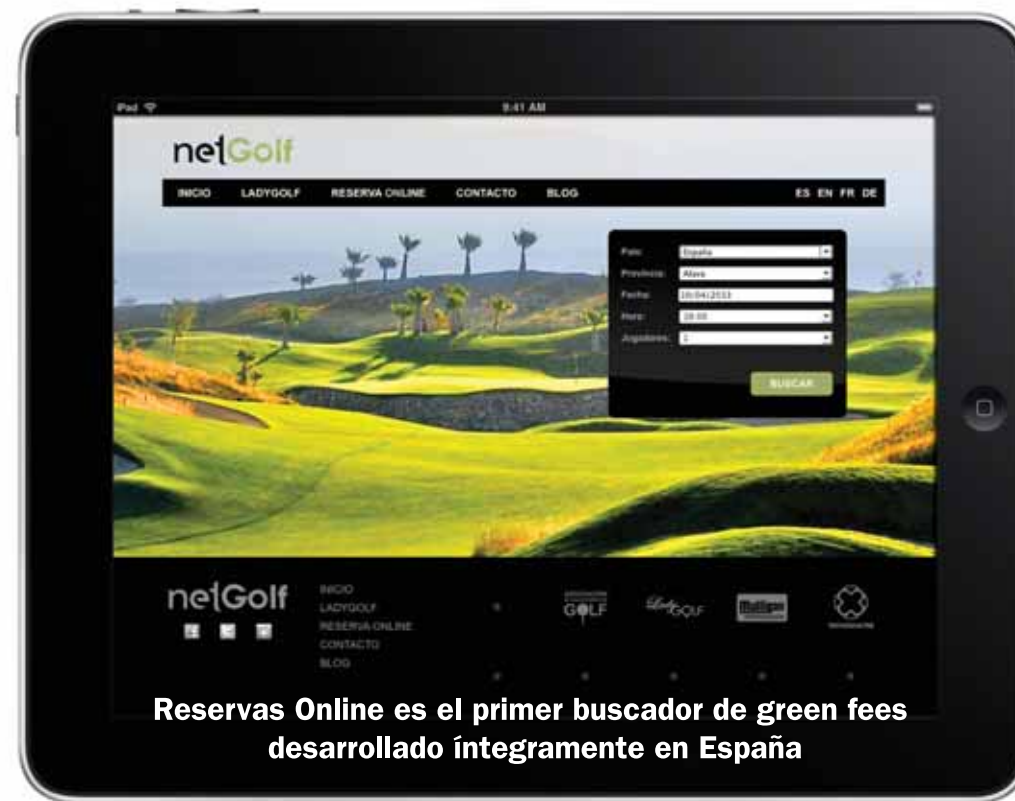 iPad 9:41 AM
netGolf
INICIO LADYGOLF RESERVA ONLINE CONTACTO BLOG ES EN FR DE
País: España
Provincia: Alava
Fecha:
Hora:
Jugadores:
BUSCAR
netGolf
INICIO
LADYGOLF
RESERVA ONLINE
CONTACTO
BLOG
GOLF
LadyGOLF
Mulligan
Reservas Online es el primer buscador de green fees
desarrollado íntegramente en España